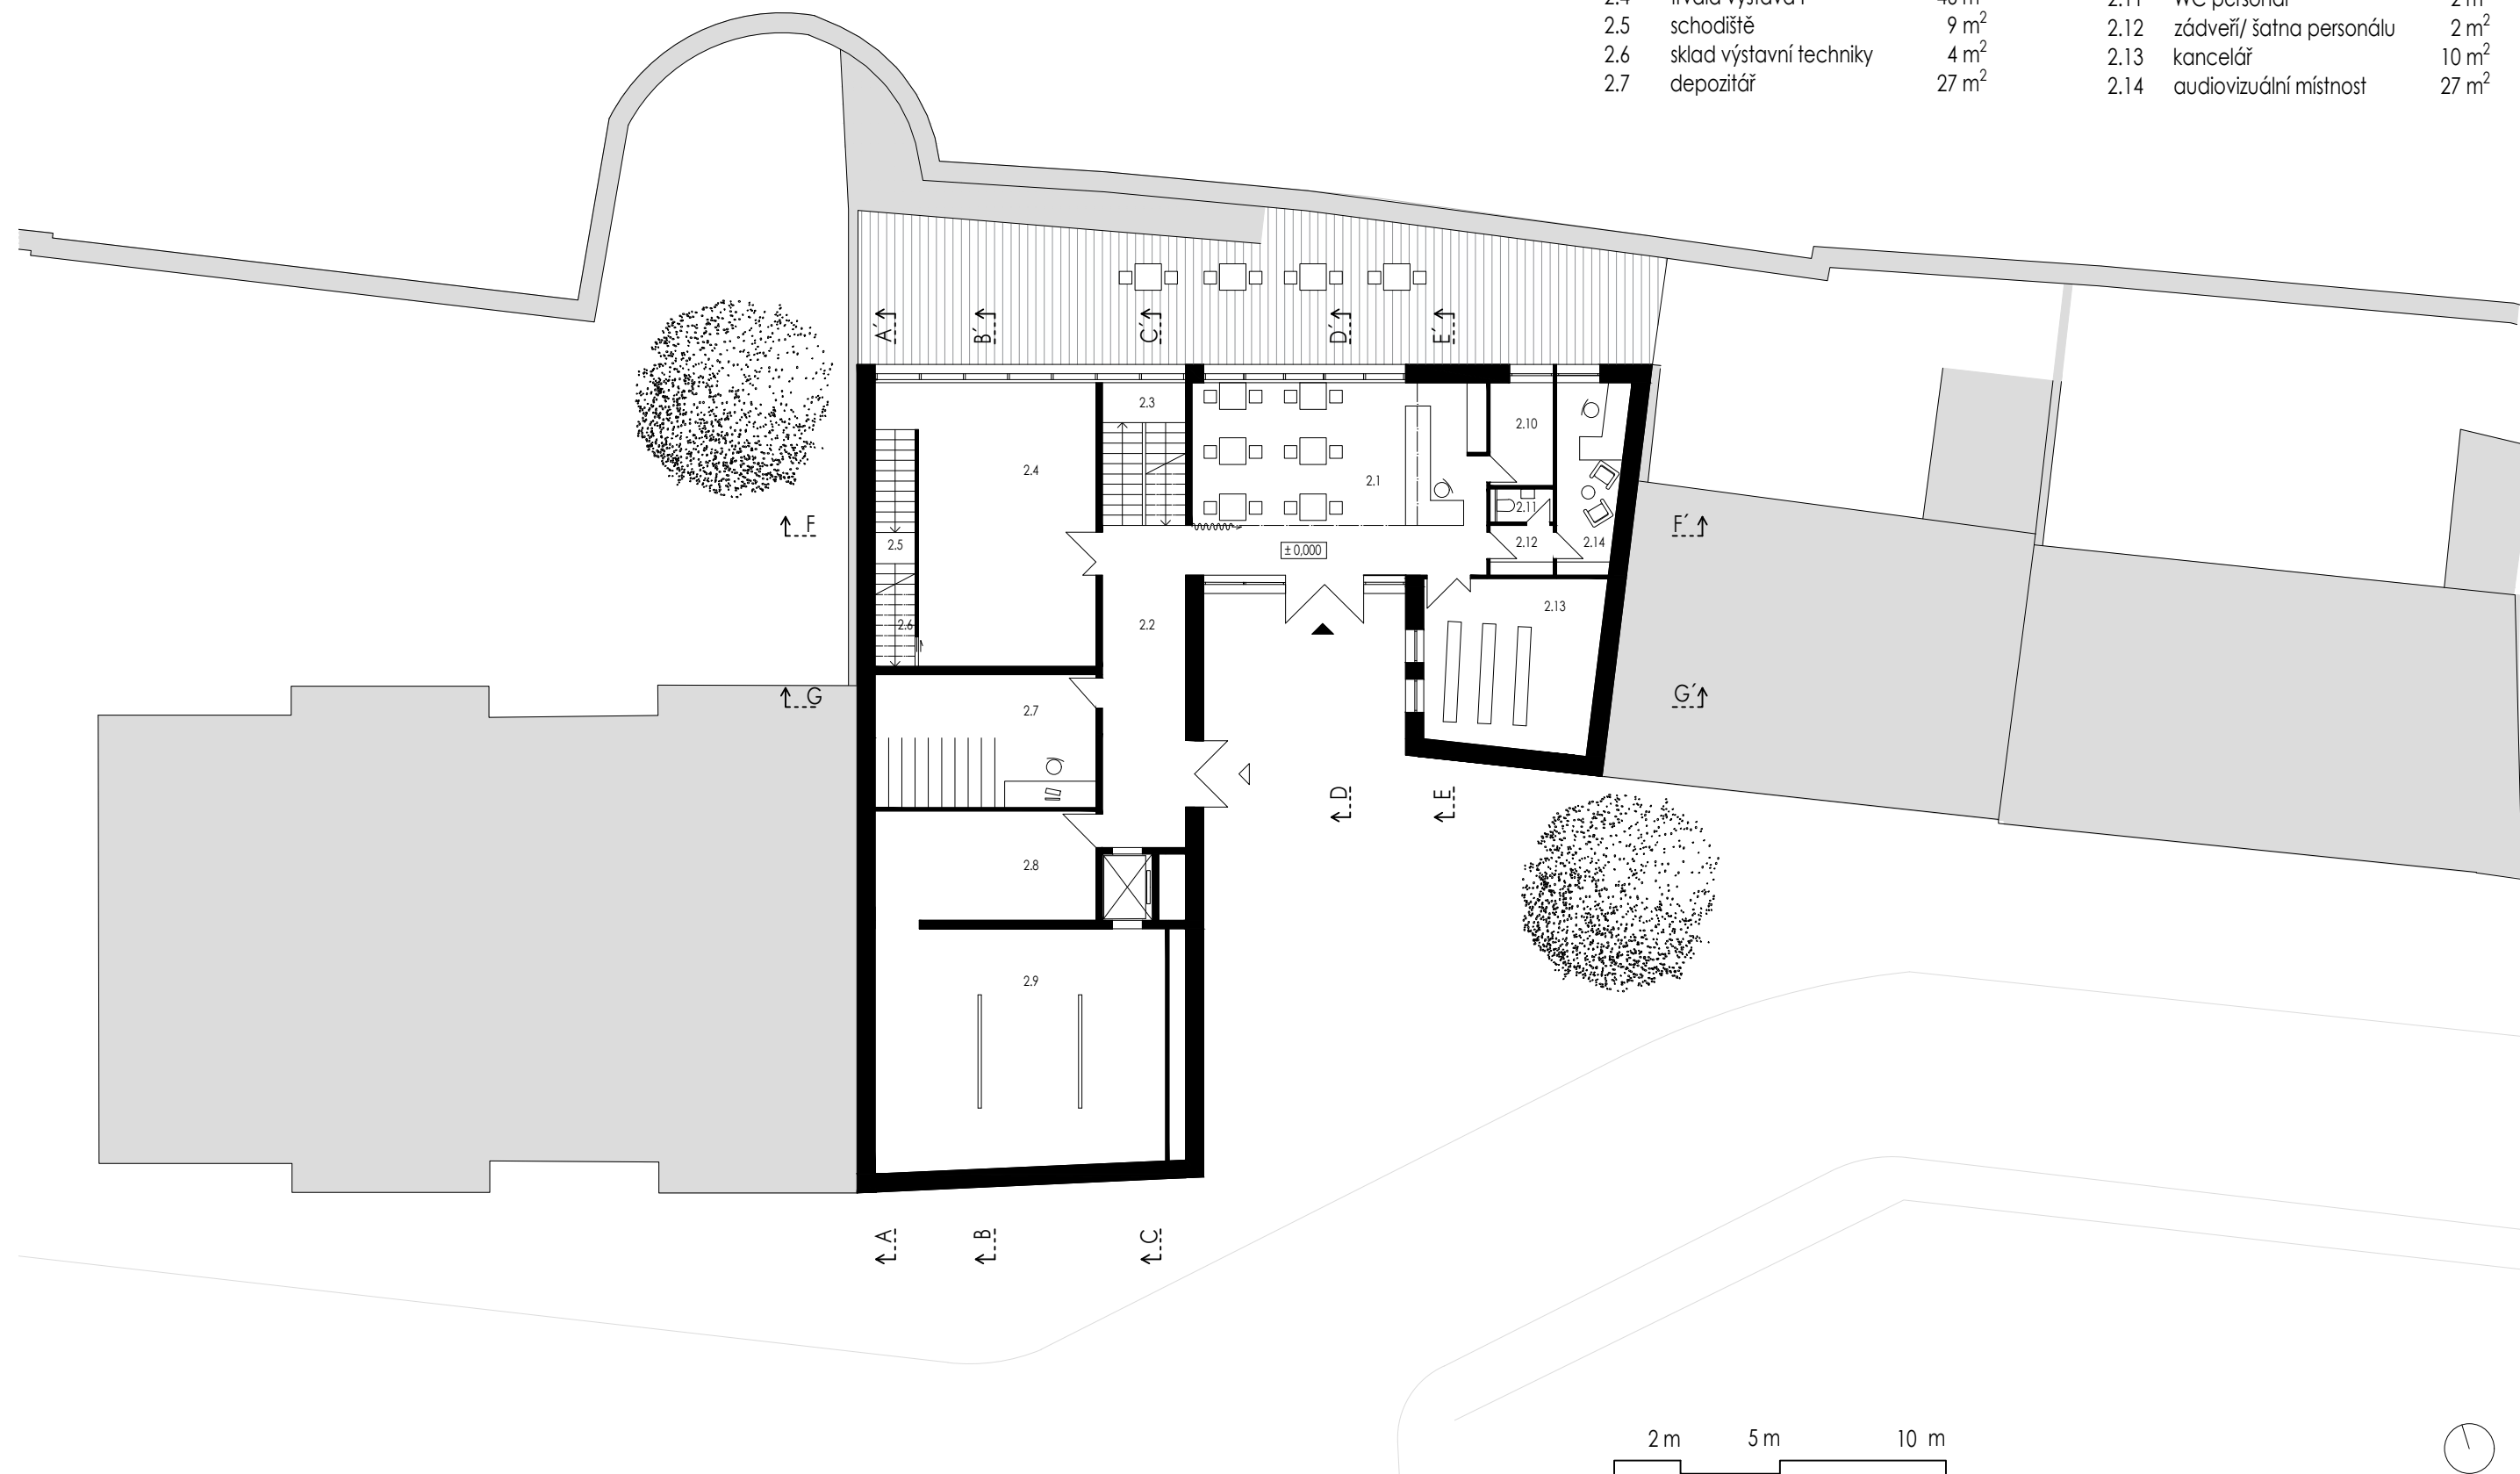 2.5 schodiště 9 m²
2.6 sklad výstavní techniky 4 m²
2.7 depozitář 27 m²
2.12 zádveří/ šatna personálu 2 m²
2.13 kancelář 10 m²
2.14 audiovizuální místnost 27 m²
A´
B´
C´
D´
E´
2.3
2.4
2.10
2.1
2.11
F
F´
2.5
± 0,000
2.12
2.14
2.13
2.6
2.2
G
G´
2.7
D
E
2.8
2.9
A
B
C
2 m 5 m 10 m